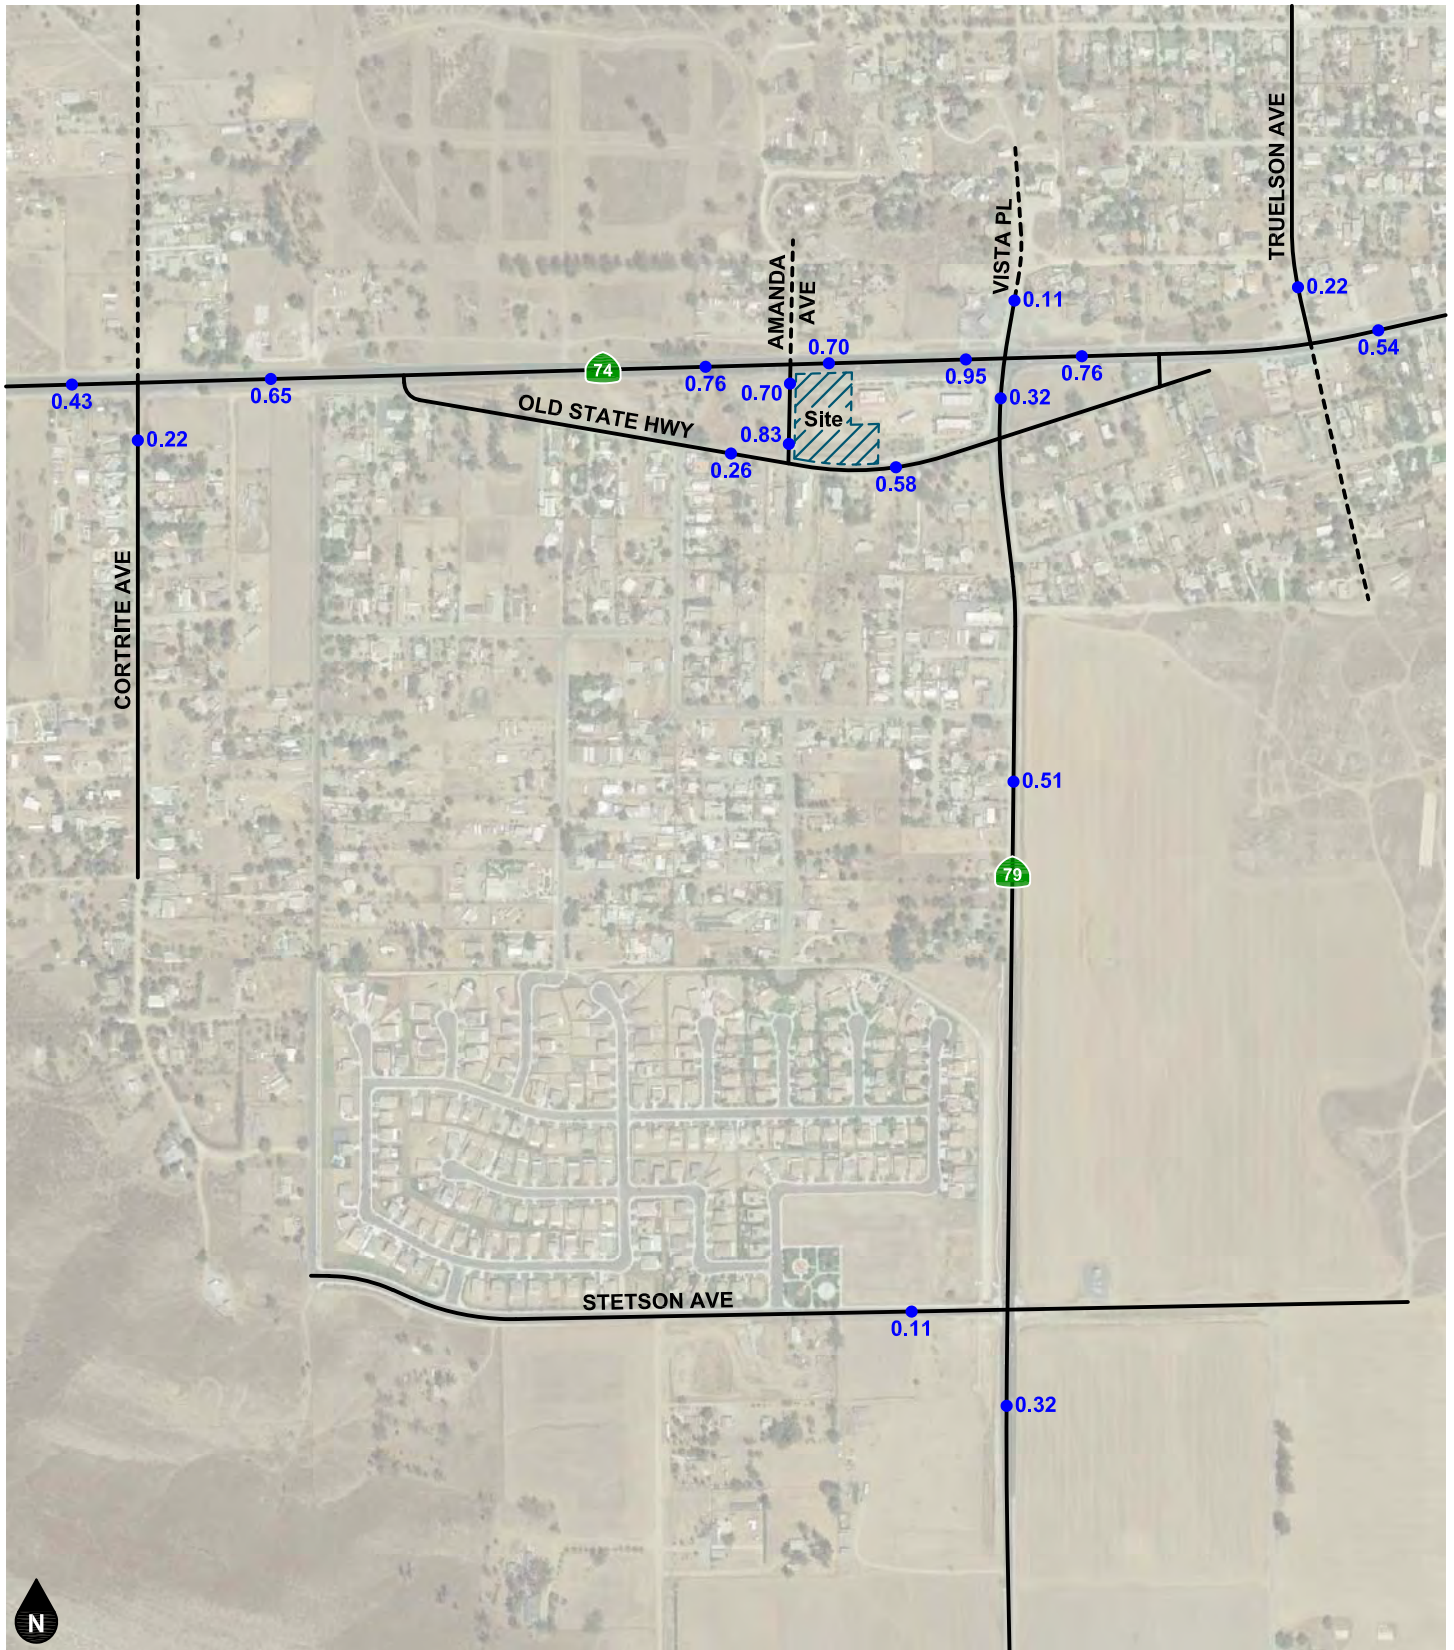 TRUELSON AVE
VISTA PL
AMANDA
AVE
0.22
0.11
0.54
0.70
74
0.76
0.95
0.76
0.43
0.65
0.70
0.32
OLD STATE HWY
Site
0.83
0.22
0.26
0.58
CORTRITE AVE
0.51
79
STETSON AVE
0.11
0.32
N